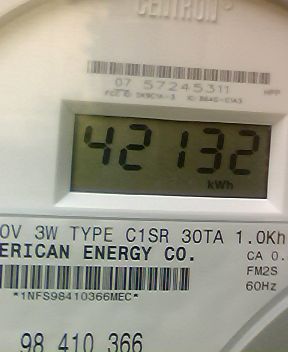 CENTRON®
07 57245311
HPP
42132
kWh
0V 3W TYPE C1SR 30TA 1.0Kh
ERICAN ENERGY CO.
CA 0.
FM2S
*1NFS98410366MEC*
60Hz
98 410 366